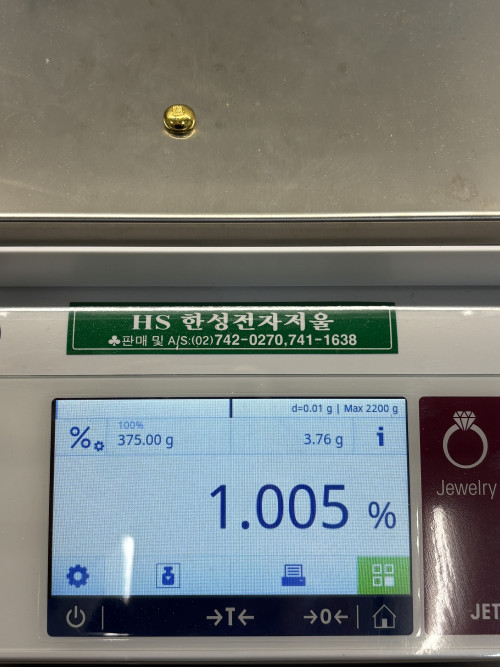 HS 한성전자저울
♣판매 및 A/S:(02)742-0270,741-1638
d=0.01 g | Max 2200 g
%
100%
375.00 g
3.76 g
i
1.005 %
→T←
→0←
Jewelry
JET